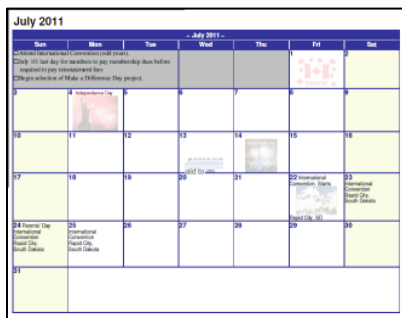 July 2011
– July 2011 –
Sun Mon Tue Wed Thu Fri Sat
Attend International Convention (odd years).
July 10: last day for members to pay membership dues before
required to pay reinstatement fees
Begin selection of Make a Difference Day project.
1 2
3 4 Independence Day 5 6 7 8 9
10 11 12 13 14 15 16
17 18 19 20 21 22 International 23
Convention Starts International
Convention
Rapid City,
South Dakota
Rapid City, SD
24 Parents' Day 25 26 27 28 29 30
International International
Convention Convention
Rapid City, Rapid City,
South Dakota South Dakota
31